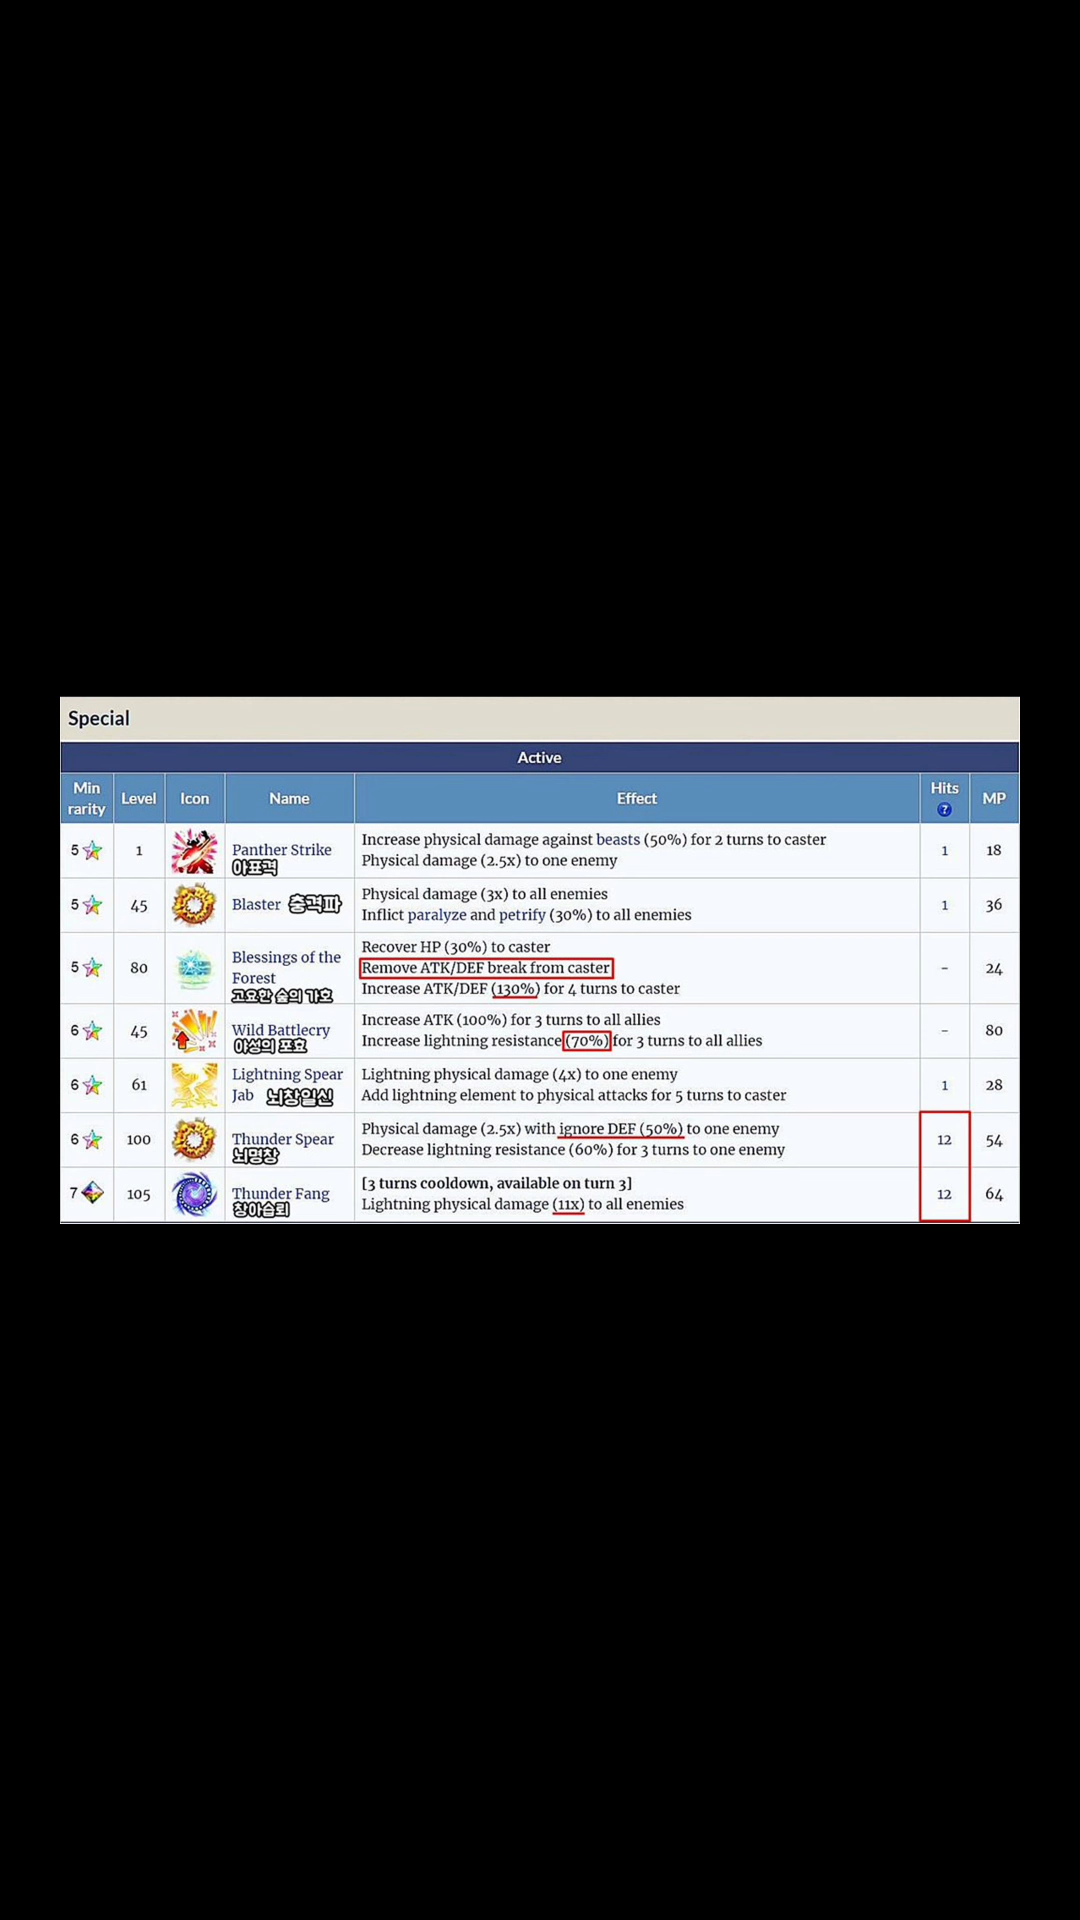 Special
Active
Min rarity Level Icon Name Effect Hits ? MP
5 1 Panther Strike 야표격 Increase physical damage against beasts (50%) for 2 turns to caster
Physical damage (2.5x) to one enemy 1 18
5 45 Blaster 충격파 Physical damage (3x) to all enemies
Inflict paralyze and petrify (30%) to all enemies 1 36
5 80 Blessings of the Forest 고요한 숲의 가호 Recover HP (30%) to caster
Remove ATK/DEF break from caster
Increase ATK/DEF (130%) for 4 turns to caster - 24
6 45 Wild Battlecry 야성의 포효 Increase ATK (100%) for 3 turns to all allies
Increase lightning resistance (70%) for 3 turns to all allies - 80
6 61 Lightning Spear Jab 뇌창일신 Lightning physical damage (4x) to one enemy
Add lightning element to physical attacks for 5 turns to caster 1 28
6 100 Thunder Spear 뇌명창 Physical damage (2.5x) with ignore DEF (50%) to one enemy
Decrease lightning resistance (60%) for 3 turns to one enemy 12 54
7 105 Thunder Fang 창아습뢰 [3 turns cooldown, available on turn 3]
Lightning physical damage (11x) to all enemies 12 64